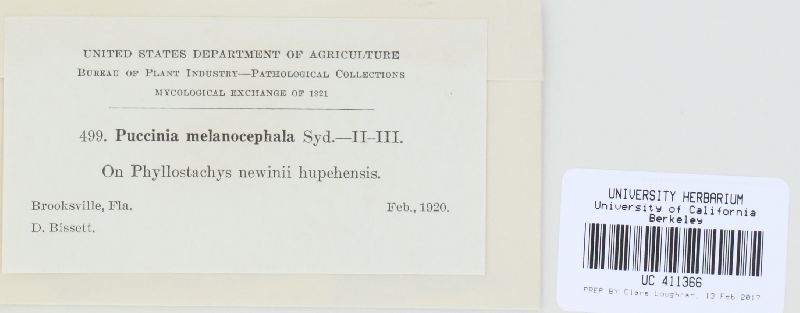 UNITED STATES DEPARTMENT OF AGRICULTURE
BUREAU OF PLANT INDUSTRY—PATHOLOGICAL COLLECTIONS
MYCOLOGICAL EXCHANGE OF 1921
499. Puccinia melanocephala Syd.—II-III.
On Phyllostachys newinii hupehensis.
Brooksville, Fla. Feb., 1920.
D. Bissett.
UNIVERSITY HERBARIUM
University of California
Berkeley
UC 411366
PREP BY Clare Loughran, 13 Feb 2017